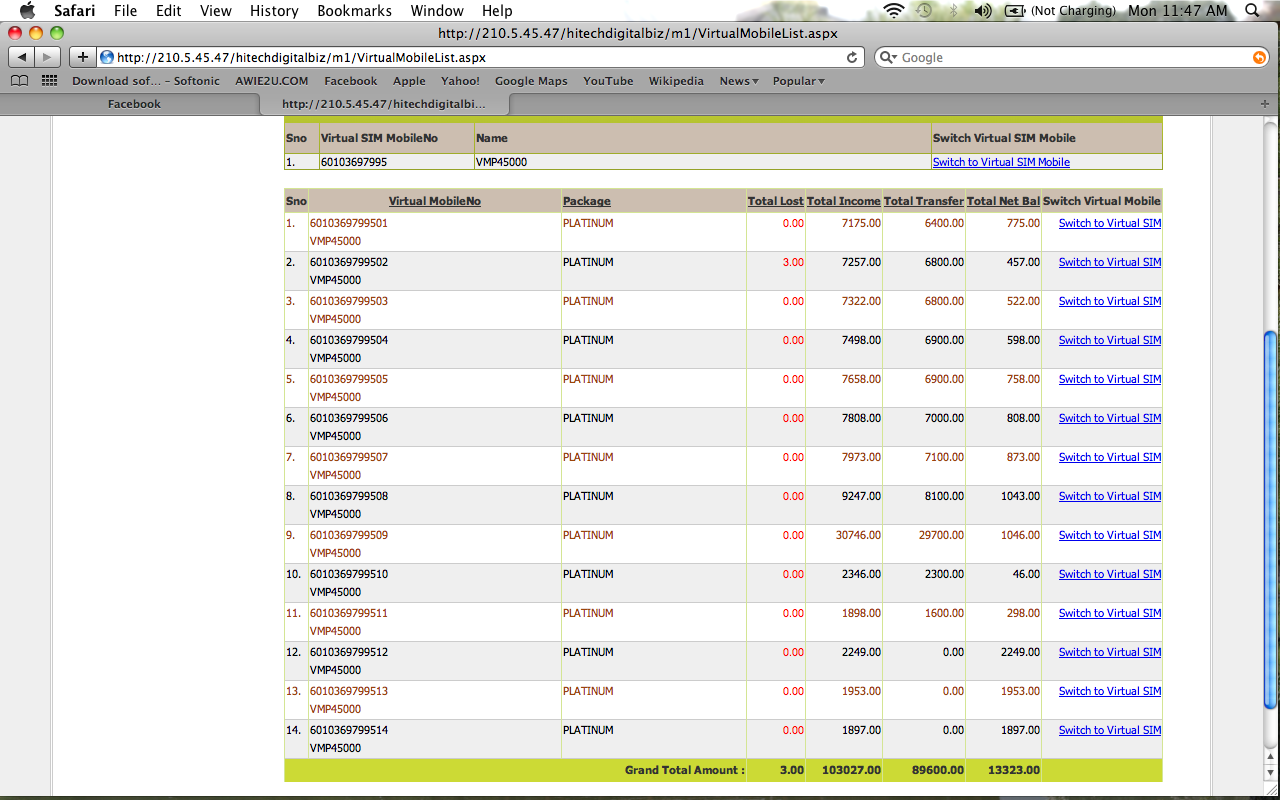 Safari File Edit View History Bookmarks Window Help (Not Charging) Mon 11:47 AM
http://210.5.45.47/hitechdigitalbiz/m1/VirtualMobileList.aspx
http://210.5.45.47/hitechdigitalbiz/m1/VirtualMobileList.aspx Google
Download sof... – Softonic AWIE2U.COM Facebook Apple Yahoo! Google Maps YouTube Wikipedia News Popular
Facebook http://210.5.45.47/hitechdigitalbi...
Sno Virtual SIM MobileNo Name Switch Virtual SIM Mobile
1. 60103697995 VMP45000 Switch to Virtual SIM Mobile
Sno Virtual MobileNo Package Total Lost Total Income Total Transfer Total Net Bal Switch Virtual Mobile
1. 6010369799501 PLATINUM 0.00 7175.00 6400.00 775.00 Switch to Virtual SIM
VMP45000
2. 6010369799502 PLATINUM 3.00 7257.00 6800.00 457.00 Switch to Virtual SIM
VMP45000
3. 6010369799503 PLATINUM 0.00 7322.00 6800.00 522.00 Switch to Virtual SIM
VMP45000
4. 6010369799504 PLATINUM 0.00 7498.00 6900.00 598.00 Switch to Virtual SIM
VMP45000
5. 6010369799505 PLATINUM 0.00 7658.00 6900.00 758.00 Switch to Virtual SIM
VMP45000
6. 6010369799506 PLATINUM 0.00 7808.00 7000.00 808.00 Switch to Virtual SIM
VMP45000
7. 6010369799507 PLATINUM 0.00 7973.00 7100.00 873.00 Switch to Virtual SIM
VMP45000
8. 6010369799508 PLATINUM 0.00 9247.00 8100.00 1043.00 Switch to Virtual SIM
VMP45000
9. 6010369799509 PLATINUM 0.00 30746.00 29700.00 1046.00 Switch to Virtual SIM
VMP45000
10. 6010369799510 PLATINUM 0.00 2346.00 2300.00 46.00 Switch to Virtual SIM
VMP45000
11. 6010369799511 PLATINUM 0.00 1898.00 1600.00 298.00 Switch to Virtual SIM
VMP45000
12. 6010369799512 PLATINUM 0.00 2249.00 0.00 2249.00 Switch to Virtual SIM
VMP45000
13. 6010369799513 PLATINUM 0.00 1953.00 0.00 1953.00 Switch to Virtual SIM
VMP45000
14. 6010369799514 PLATINUM 0.00 1897.00 0.00 1897.00 Switch to Virtual SIM
VMP45000
Grand Total Amount : 3.00 103027.00 89600.00 13323.00